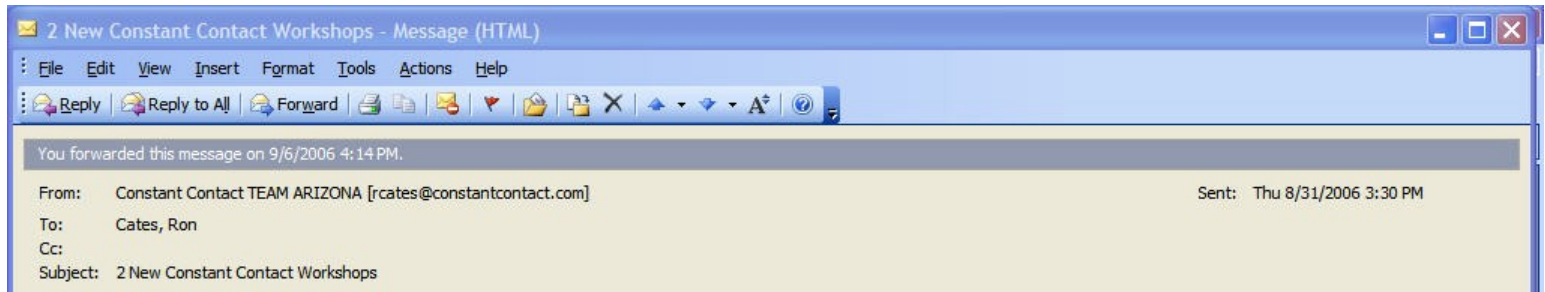 2 New Constant Contact Workshops - Message (HTML)
File Edit View Insert Format Tools Actions Help
Reply Reply to All Forward
You forwarded this message on 9/6/2006 4:14 PM.
From: Constant Contact TEAM ARIZONA [rcates@constantcontact.com] Sent: Thu 8/31/2006 3:30 PM
To: Cates, Ron
Cc:
Subject: 2 New Constant Contact Workshops